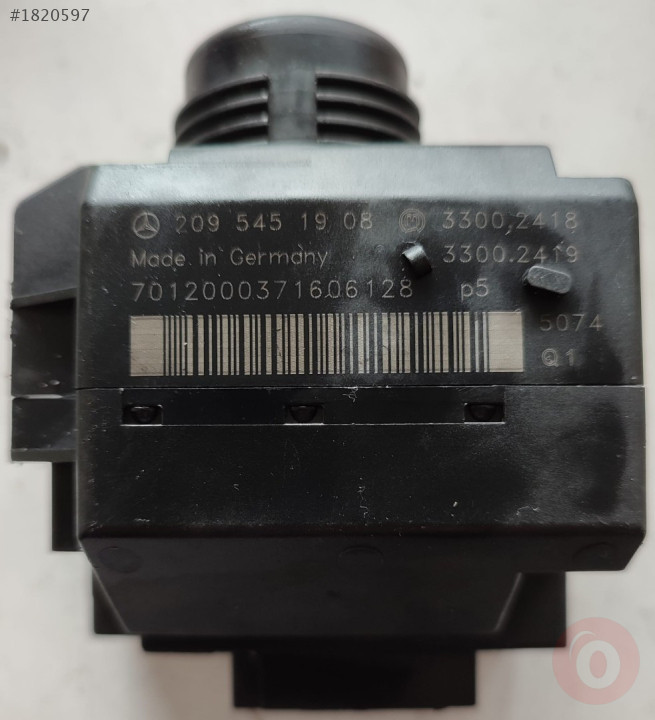 #1820597
209 545 19 08 3300.2418
Made in Germany 3300.2419
7012000371606128 p5
5074
Q1